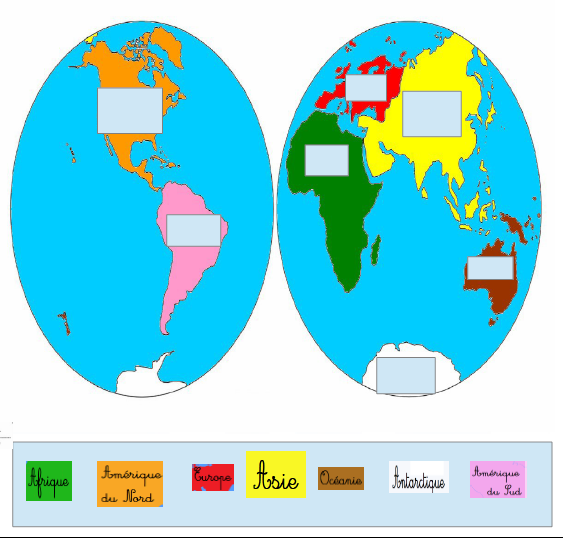 Afrique
Amérique
du Nord
Europe
Asie
Océanie
Antarctique
Amérique
du Sud